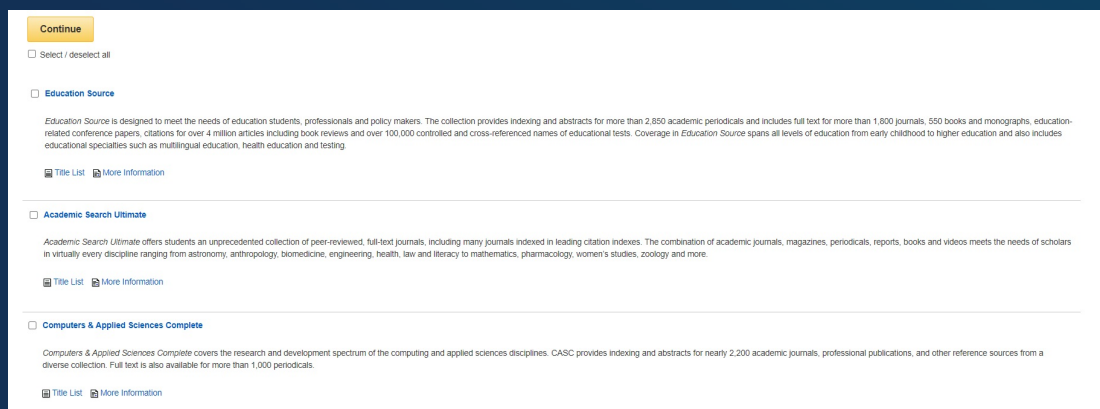 Continue
Select / deselect all
Education Source
Education Source is designed to meet the needs of education students, professionals and policy makers. The collection provides indexing and abstracts for more than 2,850 academic periodicals and includes full text for more than 1,800 journals, 550 books and monographs, education-
related conference papers, citations for over 4 million articles including book reviews and over 100,000 controlled and cross-referenced names of educational tests. Coverage in Education Source spans all levels of education from early childhood to higher education and also includes
educational specialties such as multilingual education, health education and testing.
Title List More Information
Academic Search Ultimate
Academic Search Ultimate offers students an unprecedented collection of peer-reviewed, full-text journals, including many journals indexed in leading citation indexes. The combination of academic journals, magazines, periodicals, reports, books and videos meets the needs of scholars
in virtually every discipline ranging from astronomy, anthropology, biomedicine, engineering, health, law and literacy to mathematics, pharmacology, women's studies, zoology and more.
Title List More Information
Computers & Applied Sciences Complete
Computers & Applied Sciences Complete covers the research and development spectrum of the computing and applied sciences disciplines. CASC provides indexing and abstracts for nearly 2,200 academic journals, professional publications, and other reference sources from a
diverse collection. Full text is also available for more than 1,000 periodicals.
Title List More Information